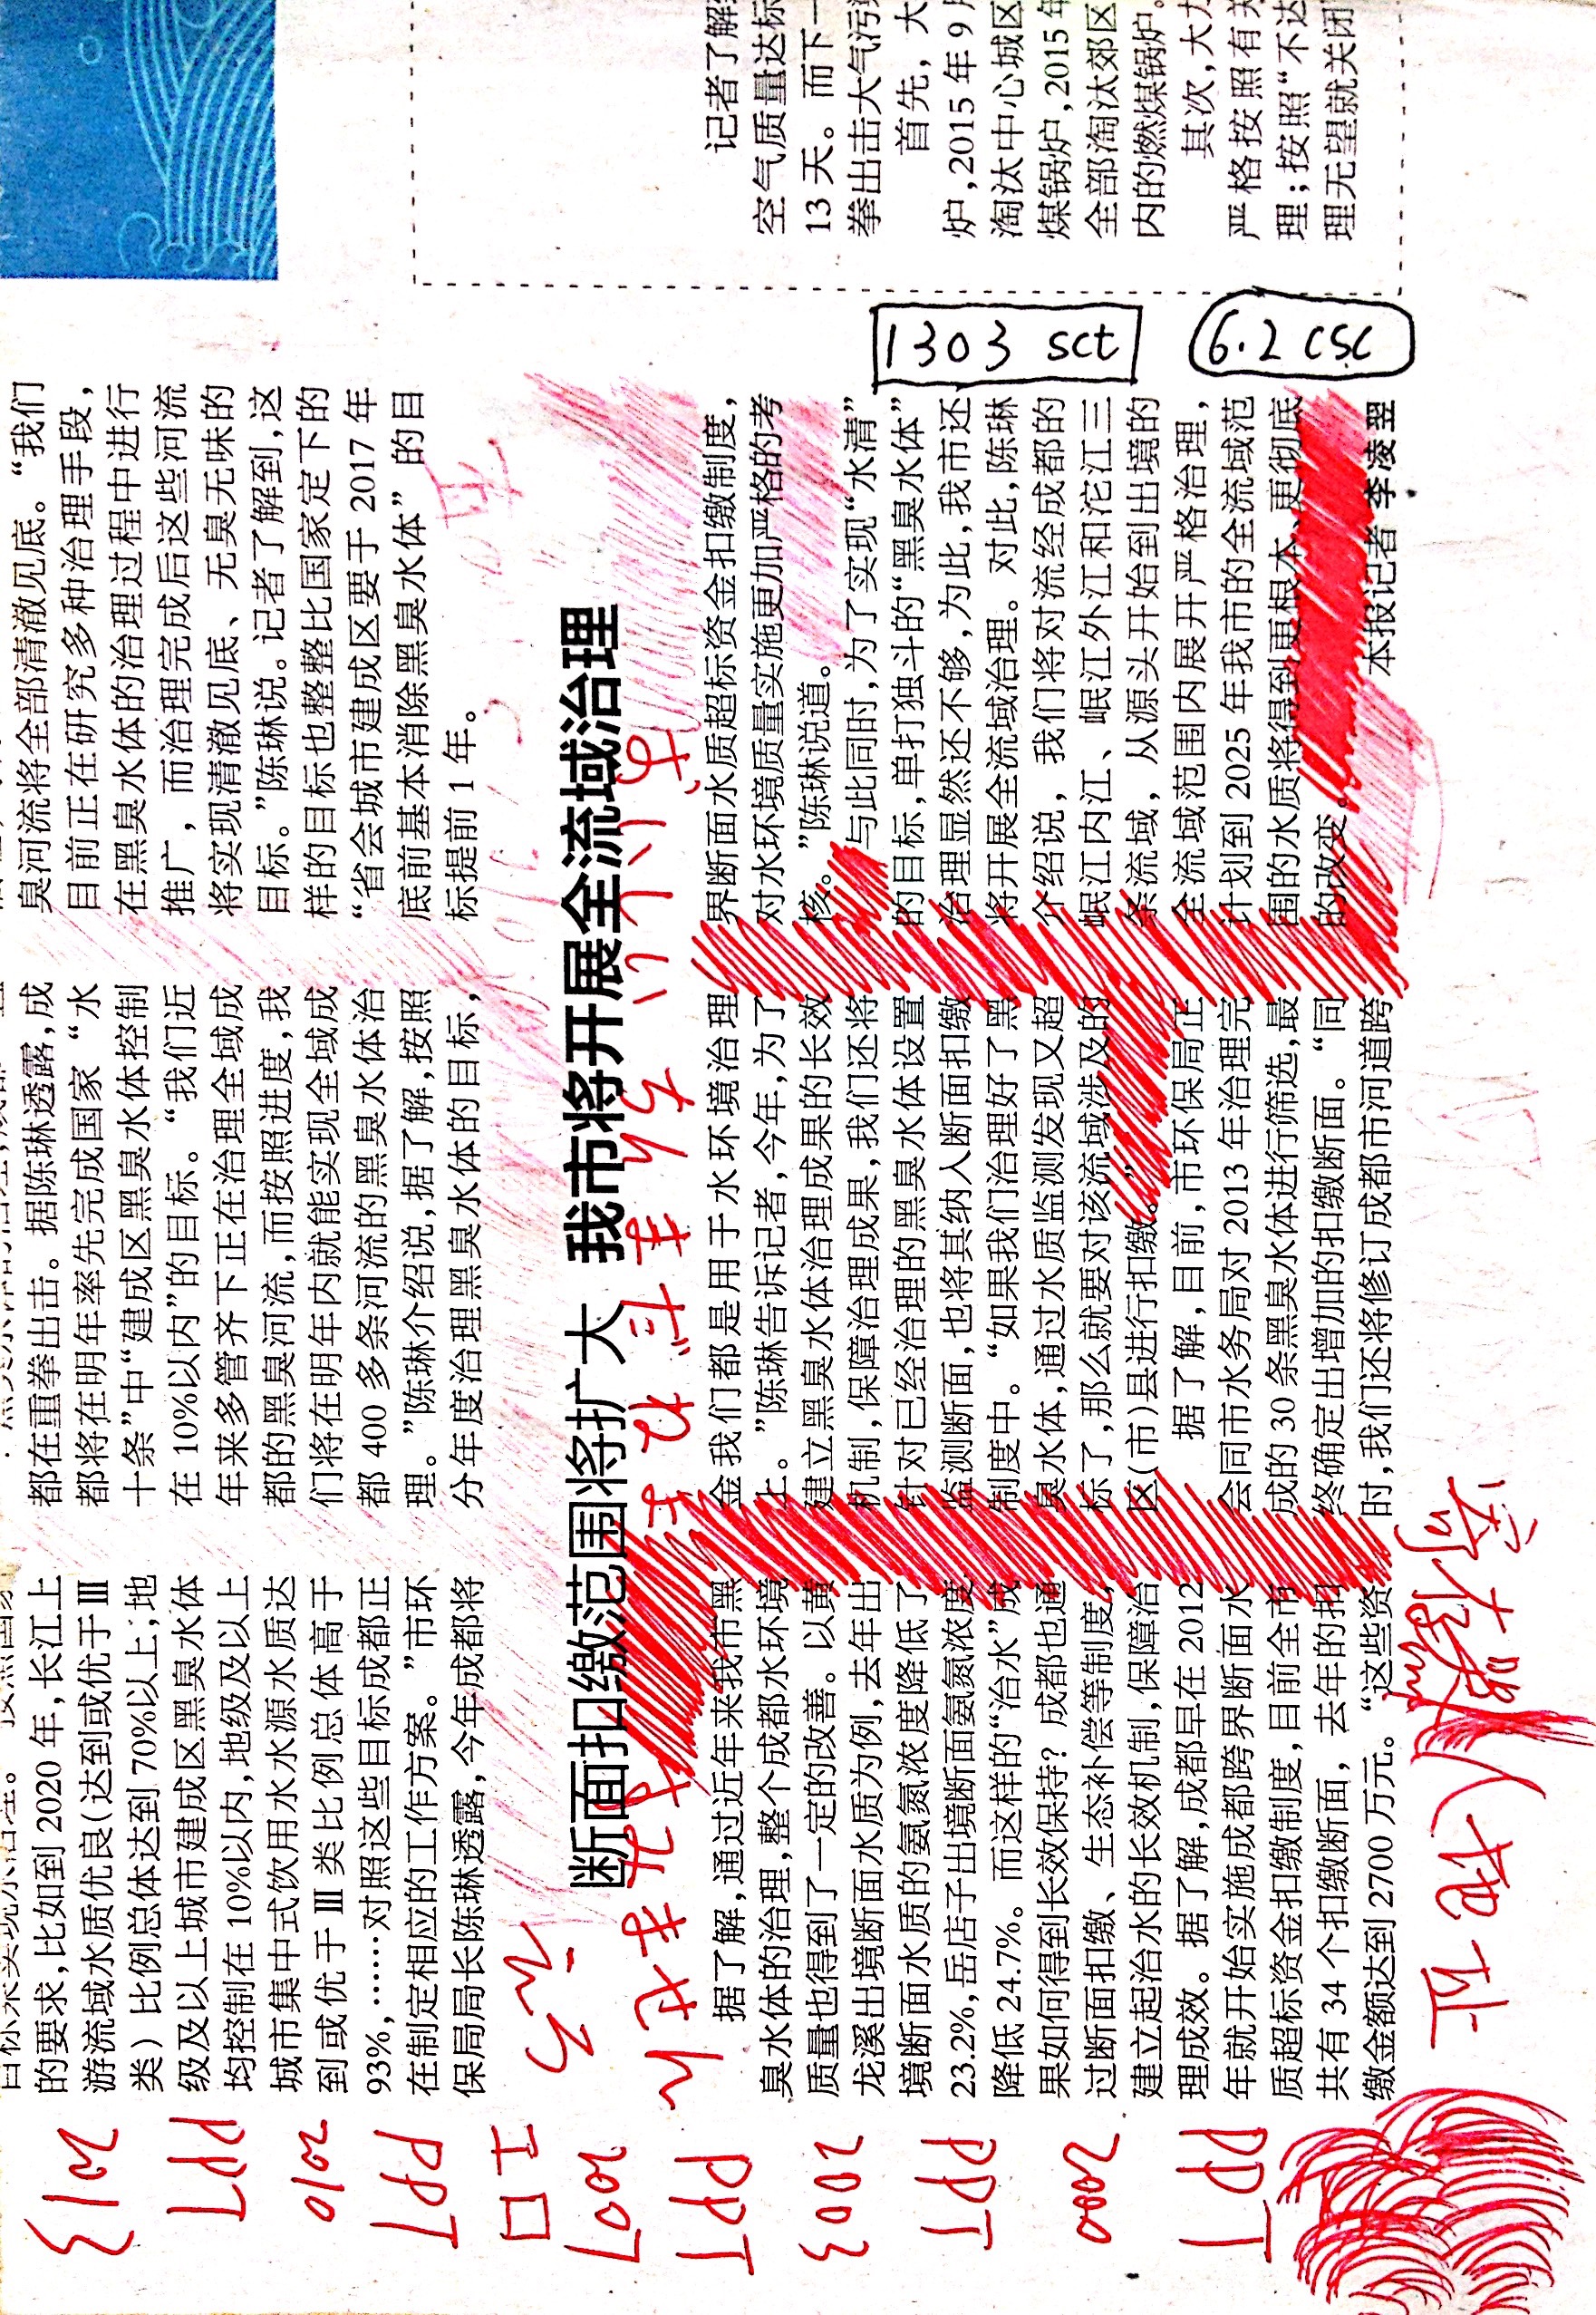 的要求,比如到 2020 年,长江上
游流域水质优良(达到或优于Ⅲ
类)比例总体达到 70%以上;地
级及以上城市建成区黑臭水体
均控制在 10%以内,地级及以上
城市集中式饮用水水源水质达
到或优于Ⅲ类比例总体高于
93%,……对照这些目标成都正
在制定相应的工作方案。”市环
保局局长陈琳透露,今年成都将
都在重拳出击。据陈琳透露,成
都将在明年率先完成国家“水
十条”中“建成区黑臭水体控制
在 10%以内”的目标。“我们近
年来多管齐下正在治理全域成
都的黑臭河流,而按照进度,我
们将在明年内就能实现全域成
都 400 多条河流的黑臭水体治
理。”陈琳介绍说,据了解,按照
分年度治理黑臭水体的目标,
臭河流将全部清澈见底。“我们
目前正在研究多种治理手段,
在黑臭水体的治理过程中进行
推广,而治理完成后这些河流
将实现清澈见底、无臭无味的
目标。”陈琳说。记者了解到,这
样的目标也整整比国家定下的
“省会城市建成区要于 2017 年
底前基本消除黑臭水体”的目
标提前 1 年。
断面扣缴范围将扩大 我市将开展全流域治理
据了解,通过近年来我市黑
臭水体的治理,整个成都水环境
质量也得到了一定的改善。以黄
龙溪出境断面水质为例,去年出
境断面水质的氨氮浓度降低了
23.2%,岳店子出境断面氨氮浓度
降低 24.7%。而这样的“治水”成
果如何得到长效保持?成都也通
过断面扣缴、生态补偿等制度,
建立起治水的长效机制,保障治
理成效。据了解,成都早在 2012
年就开始实施成都跨界断面水
质超标资金扣缴制度,目前全市
共有 34 个扣缴断面,去年的扣
缴金额达到 2700 万元。“这些资
金我们都是用于水环境治理
上。”陈琳告诉记者,今年,为了
建立黑臭水体治理成果的长效
机制,保障治理成果,我们还将
针对已经治理的黑臭水体设置
监测断面,也将其纳入断面扣缴
制度中。“如果我们治理好了黑
臭水体,通过水质监测发现又超
标了,那么就要对该流域涉及的
区(市)县进行扣缴。”
据了解,目前,市环保局正
会同市水务局对 2013 年治理完
成的 30 条黑臭水体进行筛选,最
终确定出增加的扣缴断面。“同
时,我们还将修订成都市河道跨
界断面水质超标资金扣缴制度,
对水环境质量实施更加严格的考
核。”陈琳说道。
与此同时,为了实现“水清”
的目标,单打独斗的“黑臭水体”
治理显然还不够,为此,我市还
将开展全流域治理。对此,陈琳
介绍说,我们将对流经成都的
岷江内江、岷江外江和沱江三
条流域,从源头开始到出境的
全流域范围内展开严格治理,
计划到 2025 年我市的全流域范
围的水质将得到更根本、更彻底
的改变。
本报记者 李凌翌
1303 sct
6.2 csc
记者了解
空气质量达标
13 天。而下一
拳出击大气污
首先,大
炉,2015 年 9 月
淘汰中心城区
煤锅炉,2015 年
全部淘汰郊区
内的燃煤锅炉。
其次,大力
严格按照有关
理;按照“不达
理无望就关闭